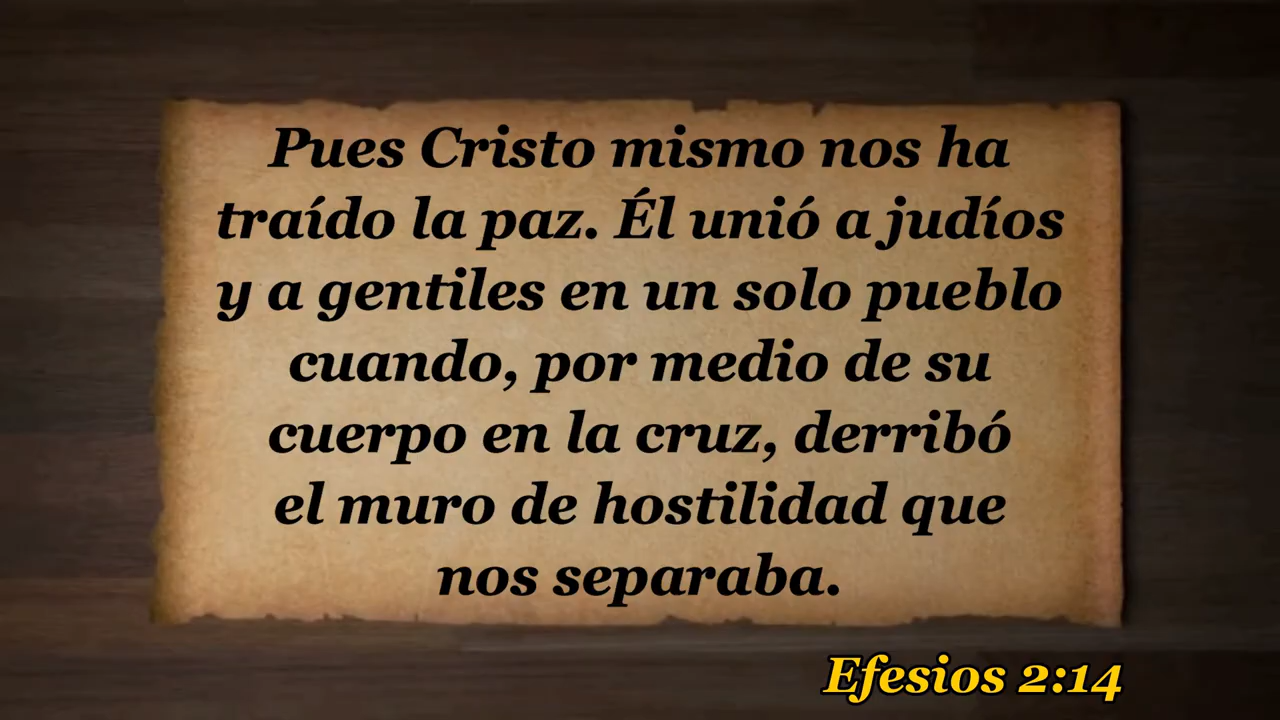 Pues Cristo mismo nos ha
traído la paz. Él unió a judíos
y a gentiles en un solo pueblo
cuando, por medio de su
cuerpo en la cruz, derribó
el muro de hostilidad que
nos separaba.
Efesios 2:14